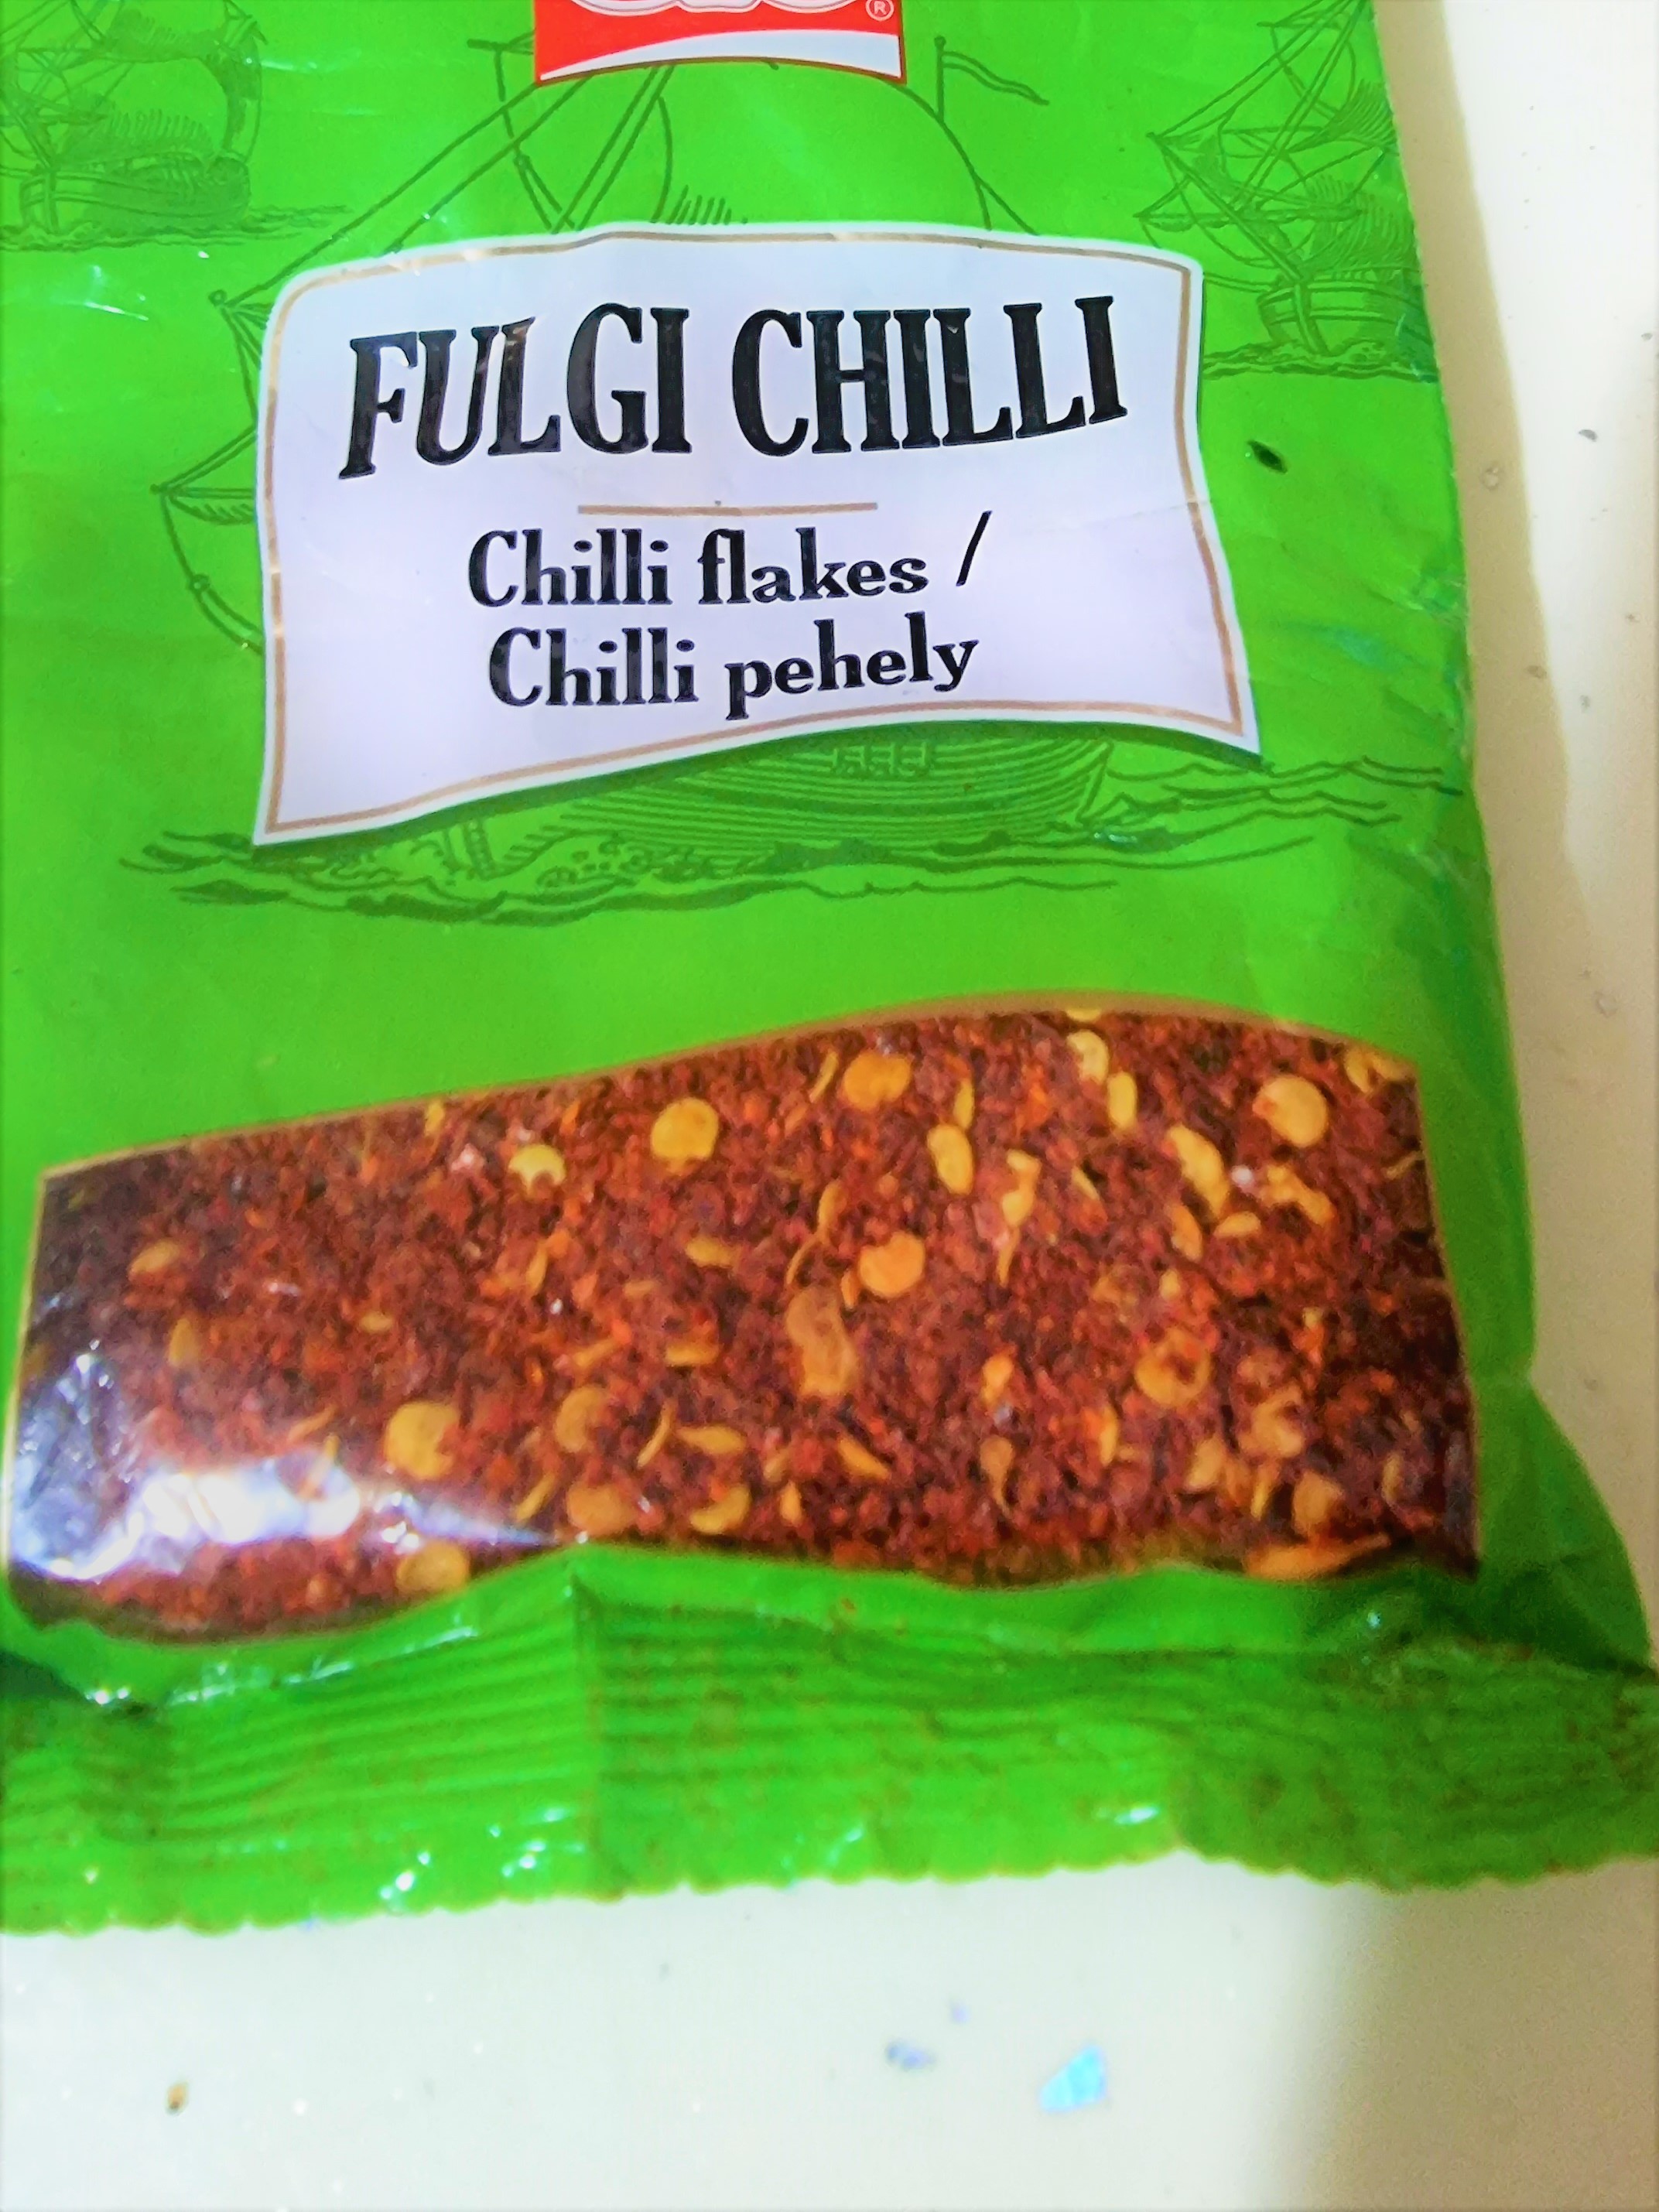 ®
FULGI CHILLI
Chilli flakes /
Chilli pehely